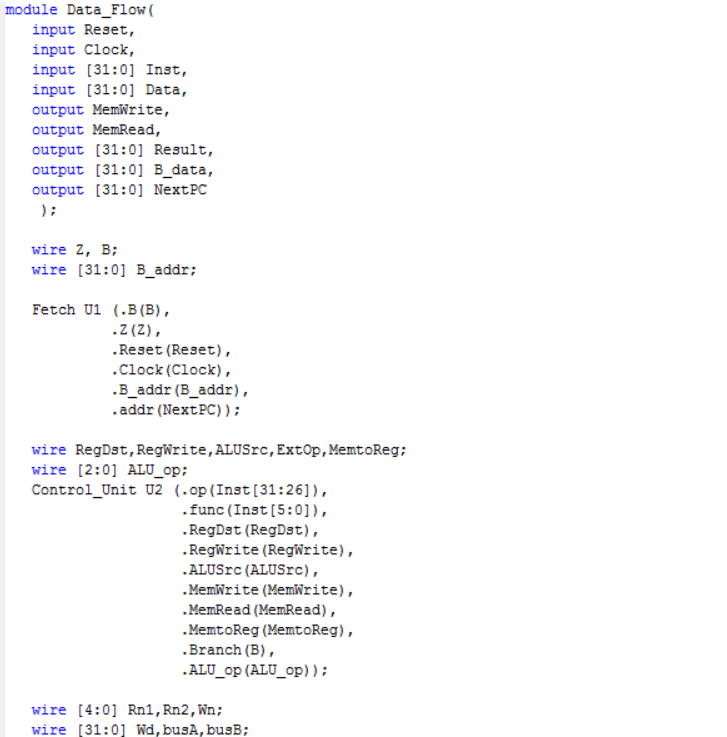 module Data_Flow(
input Reset,
input Clock,
input [31:0] Inst,
input [31:0] Data,
output MemWrite,
output MemRead,
output [31:0] Result,
output [31:0] B_data,
output [31:0] NextPC
);
wire Z, B;
wire [31:0] B_addr;
Fetch U1 (.B(B),
.Z(Z),
.Reset(Reset),
.Clock(Clock),
.B_addr(B_addr),
.addr(NextPC));
wire RegDst,RegWrite,ALUSrc,ExtOp,MemtoReg;
wire [2:0] ALU_op;
Control_Unit U2 (.op(Inst[31:26]),
.func(Inst[5:0]),
.RegDst(RegDst),
.RegWrite(RegWrite),
.ALUSrc(ALUSrc),
.MemWrite(MemWrite),
.MemRead(MemRead),
.MemtoReg(MemtoReg),
.Branch(B),
.ALU_op(ALU_op));
wire [4:0] Rn1,Rn2,Wn;
wire [31:0] Wd,busA,busB;